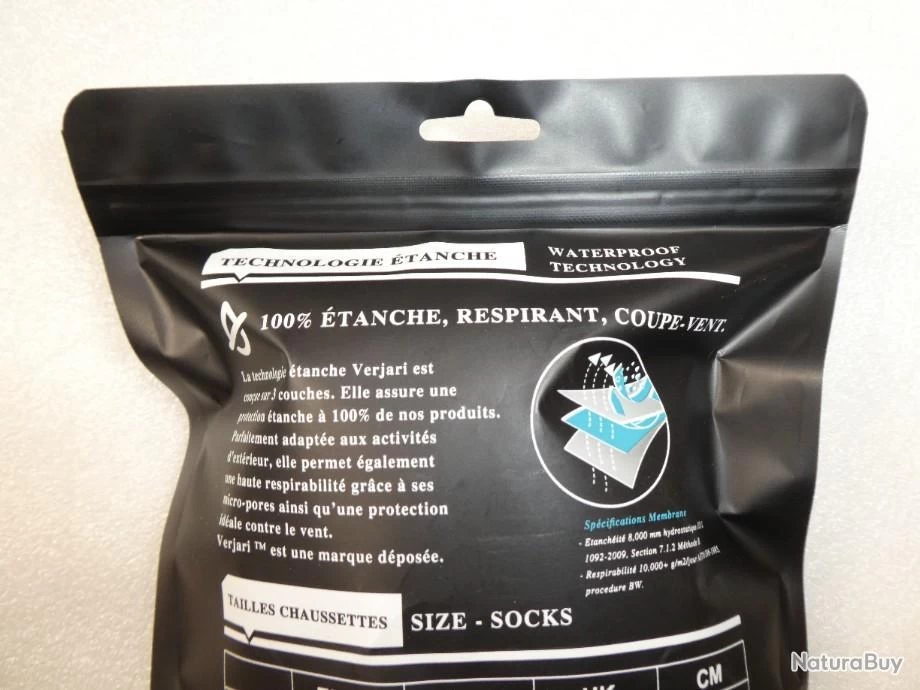 TECHNOLOGIE ÉTANCHE
WATERPROOF
TECHNOLOGY
100% ÉTANCHE, RESPIRANT, COUPE-VENT.
La technologie étanche Verjari est
conçue sur 3 couches. Elle assure une
protection étanche à 100% de nos produits.
Parfaitement adaptée aux activités
d'extérieur, elle permet également
une haute respirabilité grâce à ses
micro-pores ainsi qu'une protection
idéale contre le vent.
Verjari ™ est une marque déposée.
Spécifications Membrane
- Etanchéité 8,000 mm hydrostatique
1092-2009, Section 7.1.2 Méthode
- Respirabilité 10.000+ g/m2/jour
procedure BW.
TAILLES CHAUSSETTES
SIZE - SOCKS
UK
CM
NaturaBuy